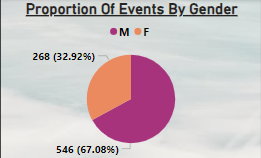 Proportion Of Events By Gender
M F
268 (32.92%)
546 (67.08%)